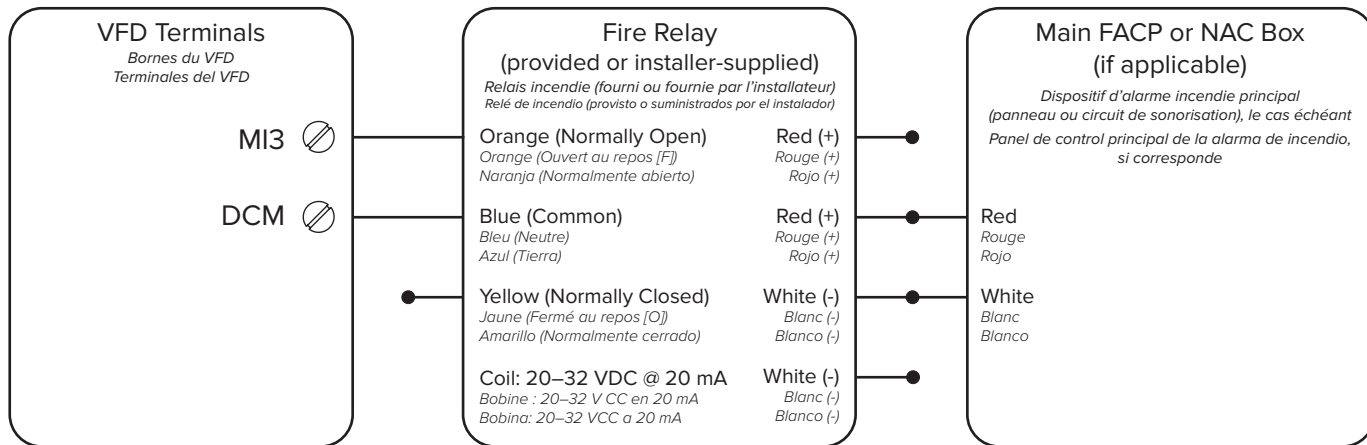 VFD Terminals
Bornes du VFD
Terminales del VFD
MI3
DCM
Fire Relay
(provided or installer-supplied)
Relais incendie (fourni ou fournie par l'installateur)
Relé de incendio (provisto o suministrados por el instalador)
Orange (Normally Open)
Orange (Ouvert au repos [F])
Naranja (Normalmente abierto)
Red (+)
Rouge (+)
Rojo (+)
Blue (Common)
Bleu (Neutre)
Azul (Tierra)
Red (+)
Rouge (+)
Rojo (+)
Yellow (Normally Closed)
Jaune (Fermé au repos [O])
Amarillo (Normalmente cerrado)
White (-)
Blanc (-)
Blanco (-)
Coil: 20–32 VDC @ 20 mA
Bobine : 20–32 V CC en 20 mA
Bobina: 20–32 VCC a 20 mA
White (-)
Blanc (-)
Blanco (-)
Main FACP or NAC Box
(if applicable)
Dispositif d'alarme incendie principal
(panneau ou circuit de sonorisation), le cas échéant
Panel de control principal de la alarma de incendio,
si corresponde
Red
Rouge
Rojo
White
Blanc
Blanco